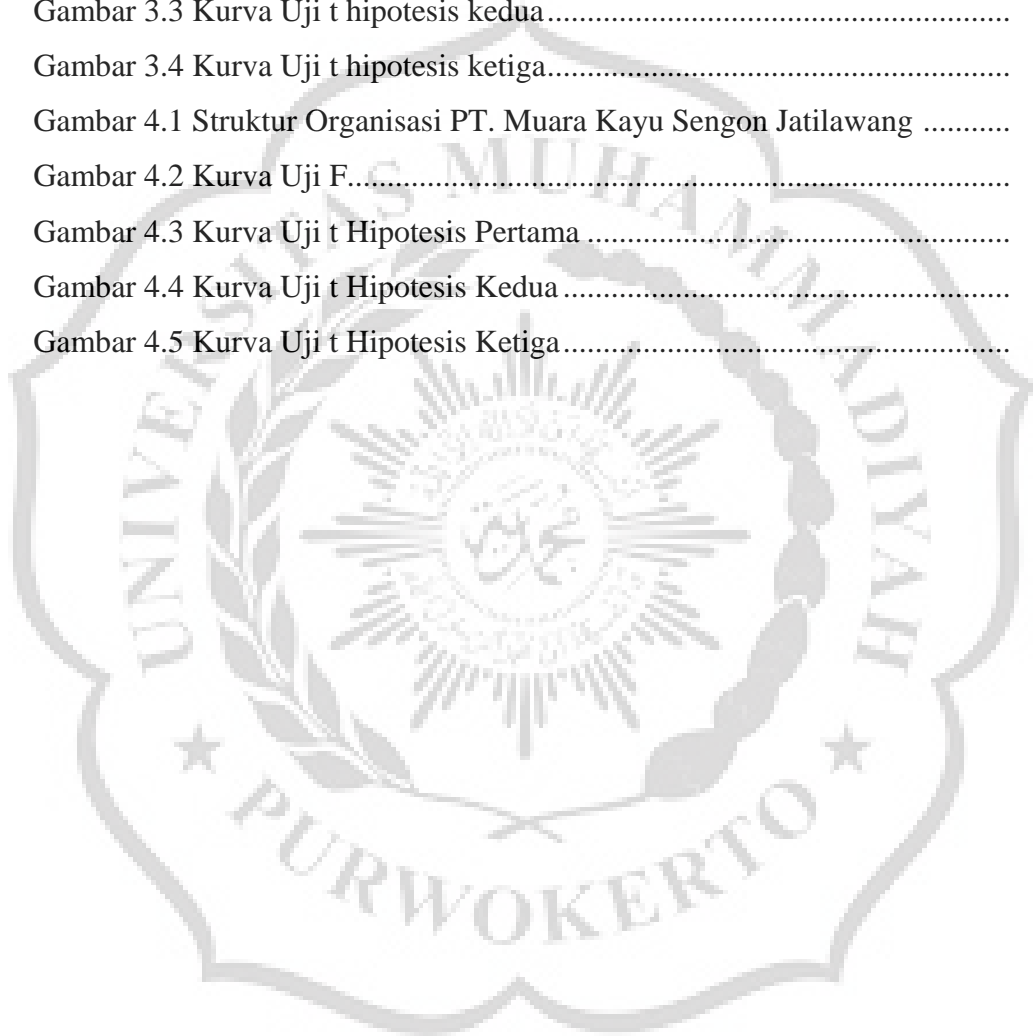 Gambar 3.3 Kurva Uji t hipotesis kedua........................................................
Gambar 3.4 Kurva Uji t hipotesis ketiga........................................................
Gambar 4.1 Struktur Organisasi PT. Muara Kayu Sengon Jatilawang ...........
Gambar 4.2 Kurva Uji F................................................................................
Gambar 4.3 Kurva Uji t Hipotesis Pertama ....................................................
Gambar 4.4 Kurva Uji t Hipotesis Kedua ......................................................
Gambar 4.5 Kurva Uji t Hipotesis Ketiga ......................................................
UNIVERSITAS MUHAMMADIYAH
PURWOKERTO